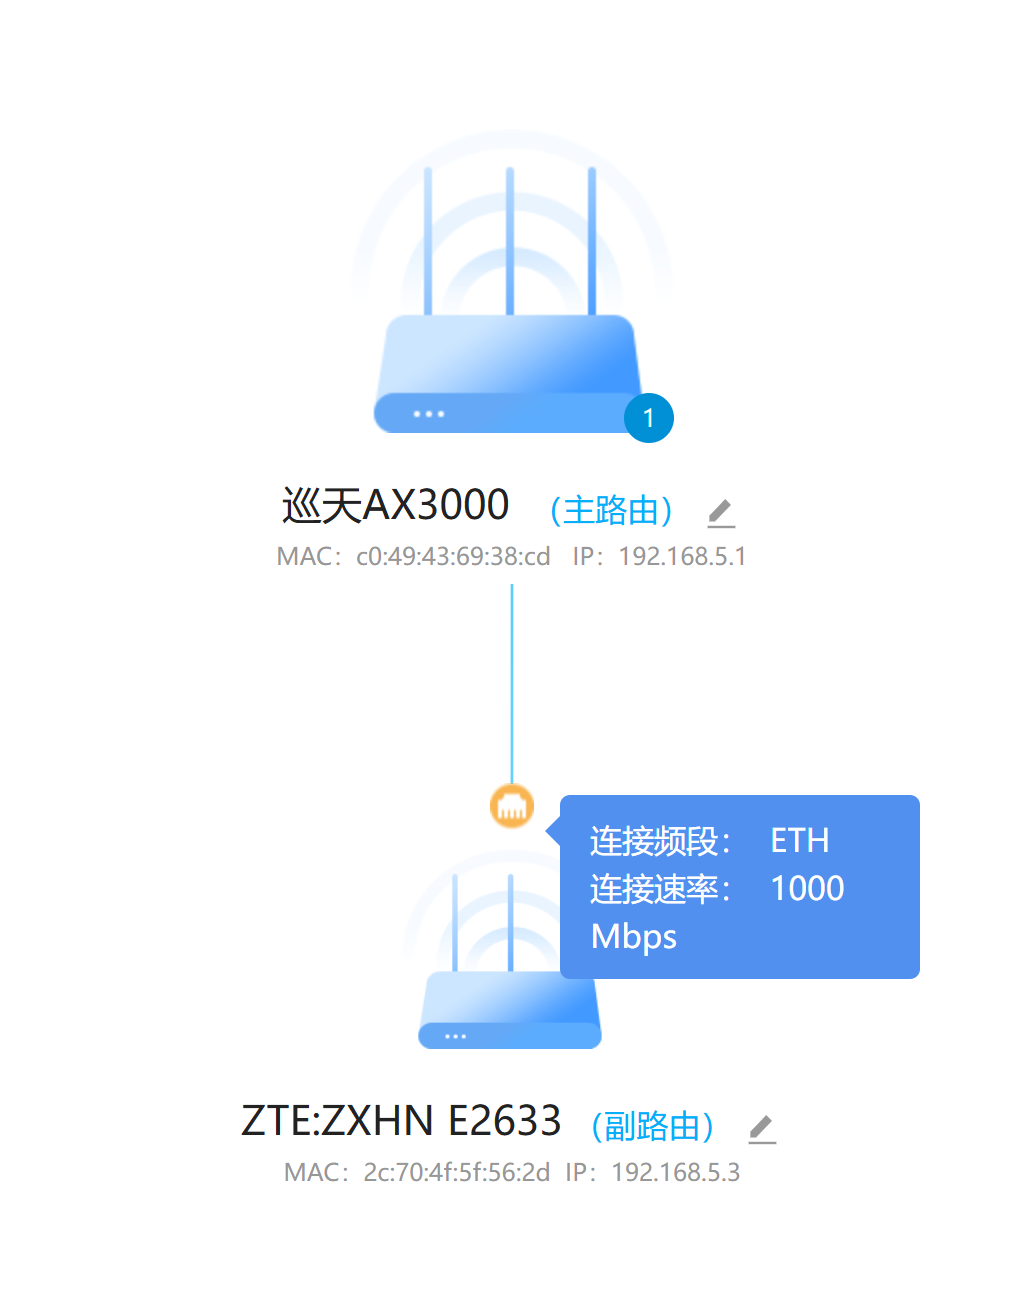 1
巡天AX3000 （主路由）
MAC：c0:49:43:69:38:cd IP：192.168.5.1
连接频段： ETH
连接速率： 1000
Mbps
ZTE:ZXHN E2633 （副路由）
MAC：2c:70:4f:5f:56:2d IP：192.168.5.3